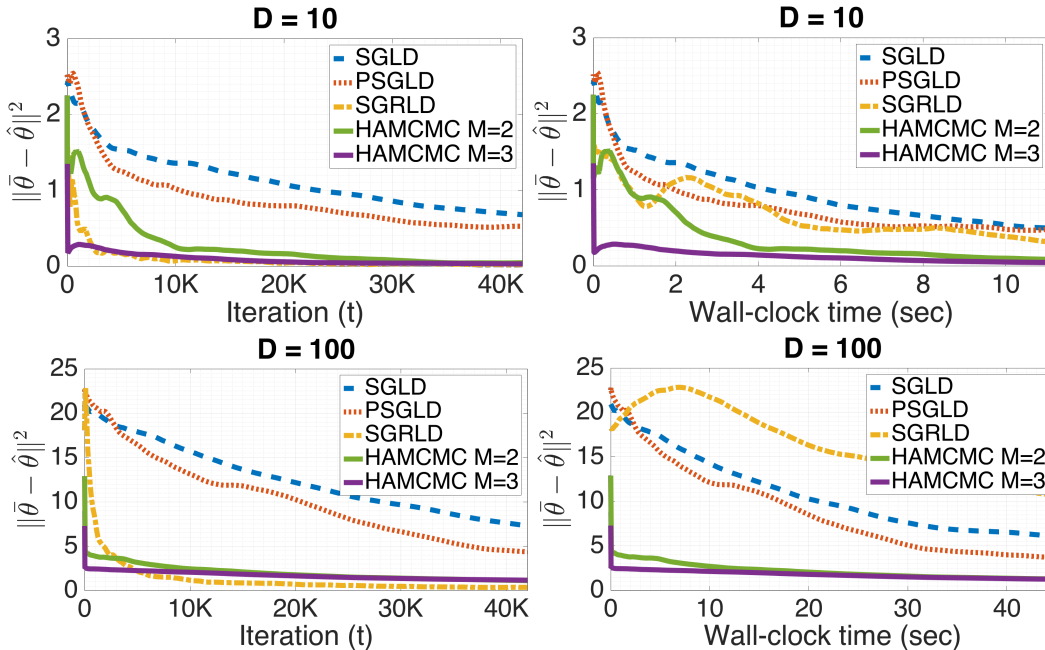 D = 10
3
2
1
0
‖θ̄ − θ̂‖²
SGLD
PSGLD
SGRLD
HAMCMC M=2
HAMCMC M=3
0 10K 20K 30K 40K
Iteration (t)
D = 10
3
2
1
0
‖θ̄ − θ̂‖²
SGLD
PSGLD
SGRLD
HAMCMC M=2
HAMCMC M=3
0 2 4 6 8 10
Wall-clock time (sec)
D = 100
25
20
15
10
5
0
‖θ̄ − θ̂‖²
SGLD
PSGLD
SGRLD
HAMCMC M=2
HAMCMC M=3
0 10K 20K 30K 40K
Iteration (t)
D = 100
25
20
15
10
5
0
‖θ̄ − θ̂‖²
SGLD
PSGLD
SGRLD
HAMCMC M=2
HAMCMC M=3
0 10 20 30 40
Wall-clock time (sec)